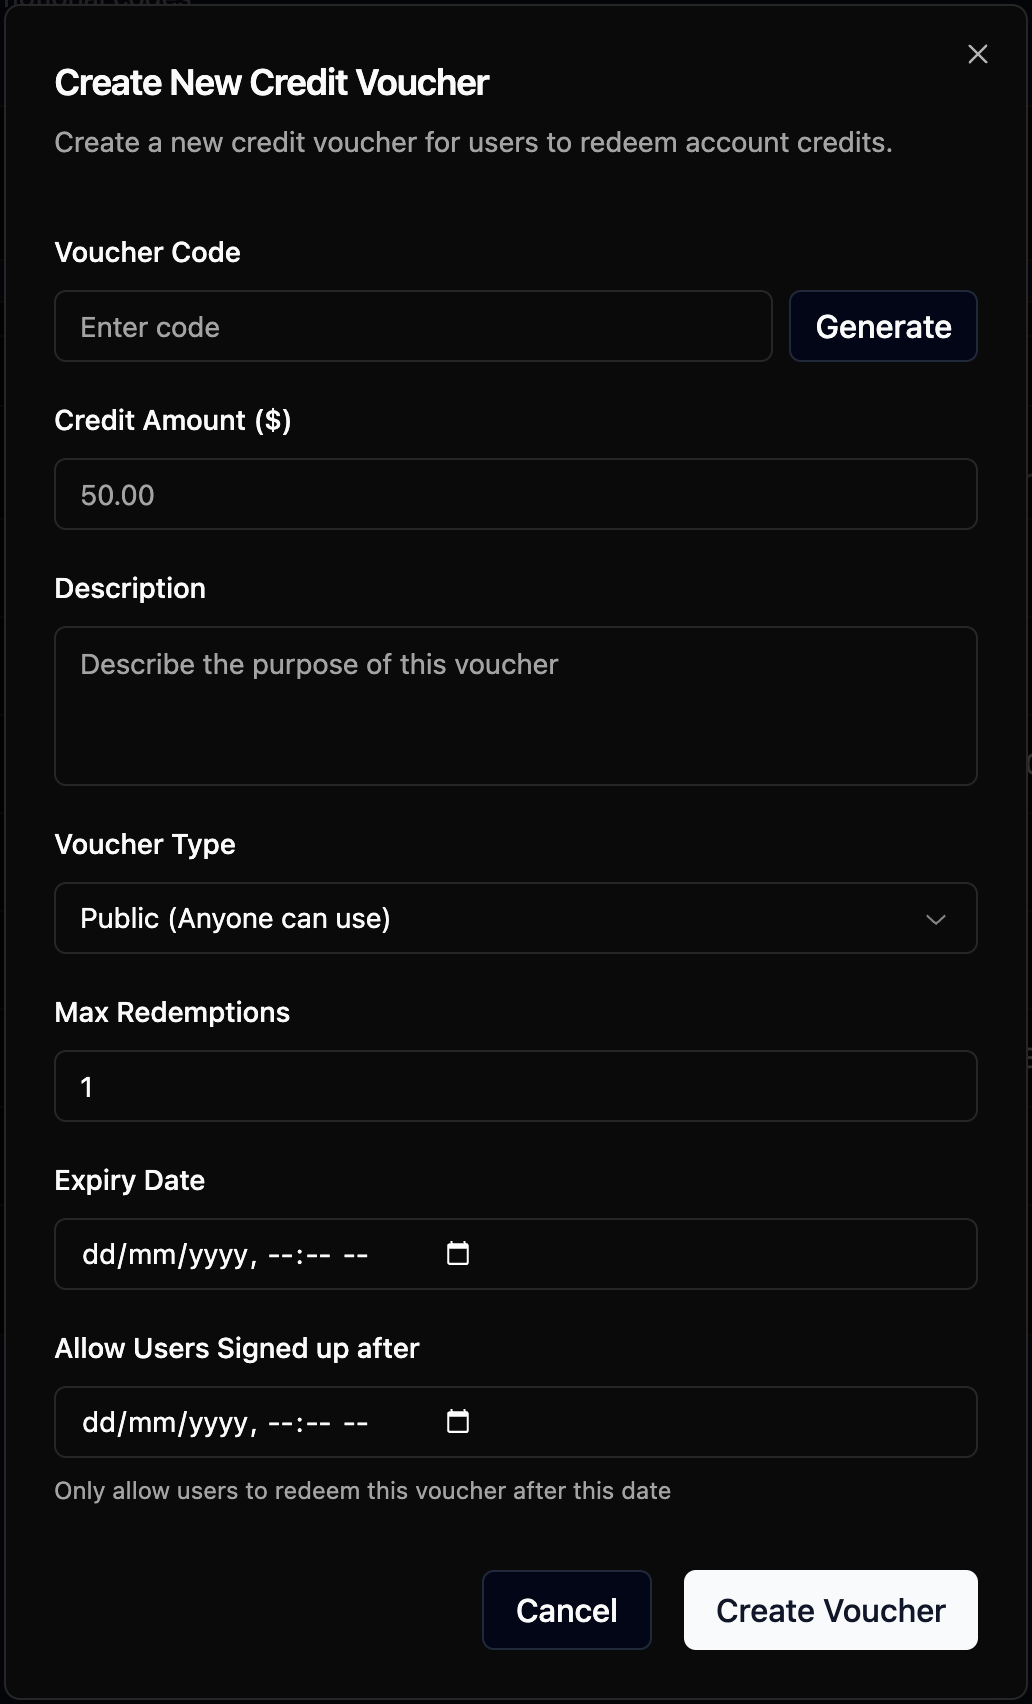 Create New Credit Voucher
Create a new credit voucher for users to redeem account credits.
Voucher Code
Enter code
Generate
Credit Amount ($)
50.00
Description
Describe the purpose of this voucher
Voucher Type
Public (Anyone can use)
Max Redemptions
1
Expiry Date
dd/mm/yyyy, --:-- --
Allow Users Signed up after
dd/mm/yyyy, --:-- --
Only allow users to redeem this voucher after this date
Cancel
Create Voucher